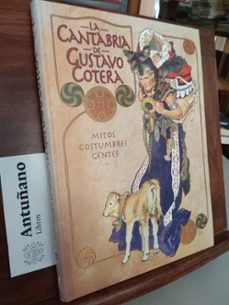 LA
CANTABRIA
DE
GUSTAVO
COTERA
MITOS
COSTUMBRES
GENTES
Antuñano
Libros